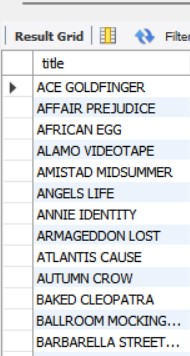 Result Grid Filter
title
ACE GOLDFINGER
AFFAIR PREJUDICE
AFRICAN EGG
ALAMO VIDEOTAPE
AMISTAD MIDSUMMER
ANGELS LIFE
ANNIE IDENTITY
ARMAGEDDON LOST
ATLANTIS CAUSE
AUTUMN CROW
BAKED CLEOPATRA
BALLROOM MOCKING...
BARBARELLA STREET...